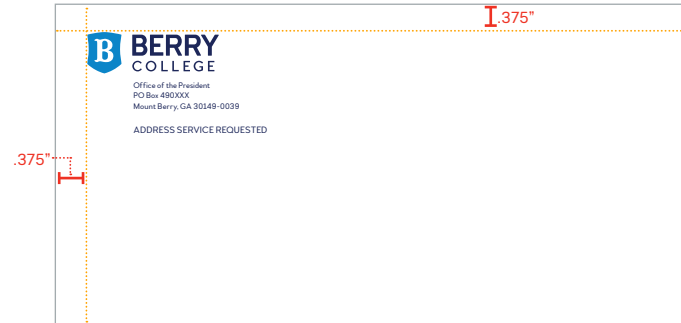 .375”
B
BERRY
COLLEGE
Office of the President
PO Box 490XXX
Mount Berry, GA 30149-0039
ADDRESS SERVICE REQUESTED
.375”